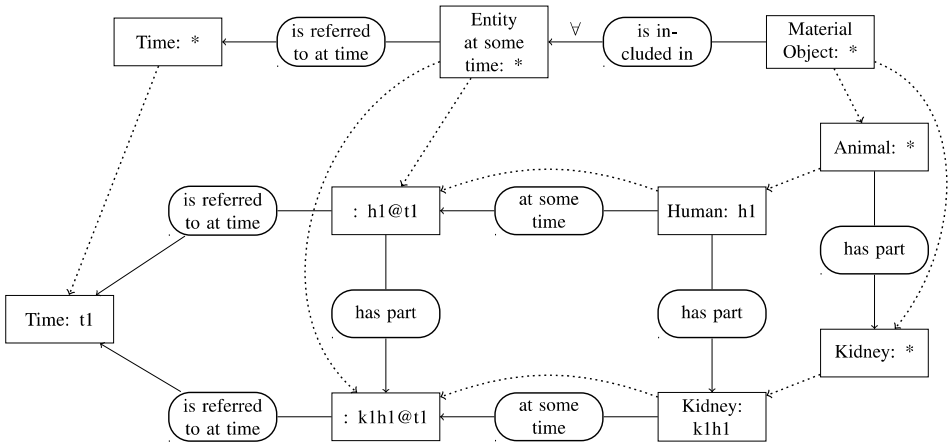 Time: *
is referred
to at time
Entity
at some
time: *
∀
is in-
cluded in
Material
Object: *
Animal: *
is referred
to at time
: h1@t1
at some
time
Human: h1
has part
Time: t1
has part
has part
Kidney: *
is referred
to at time
: k1h1@t1
at some
time
Kidney:
k1h1